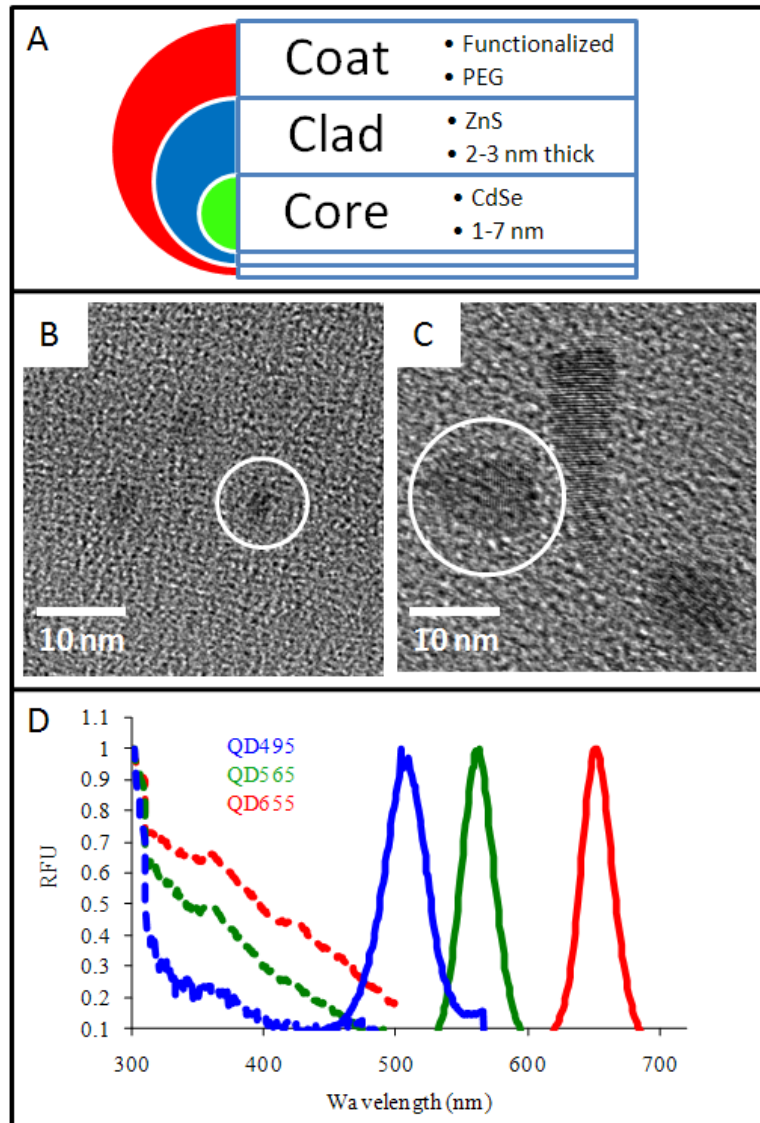 A
Coat
• Functionalized
• PEG
Clad
• ZnS
• 2-3 nm thick
Core
• CdSe
• 1-7 nm
B
10 nm
C
10 nm
D
1.1
1
0.9
0.8
0.7
0.6
0.5
0.4
0.3
0.2
0.1
RFU
QD495
QD565
QD655
300 400 500 600 700
Wavelength (nm)